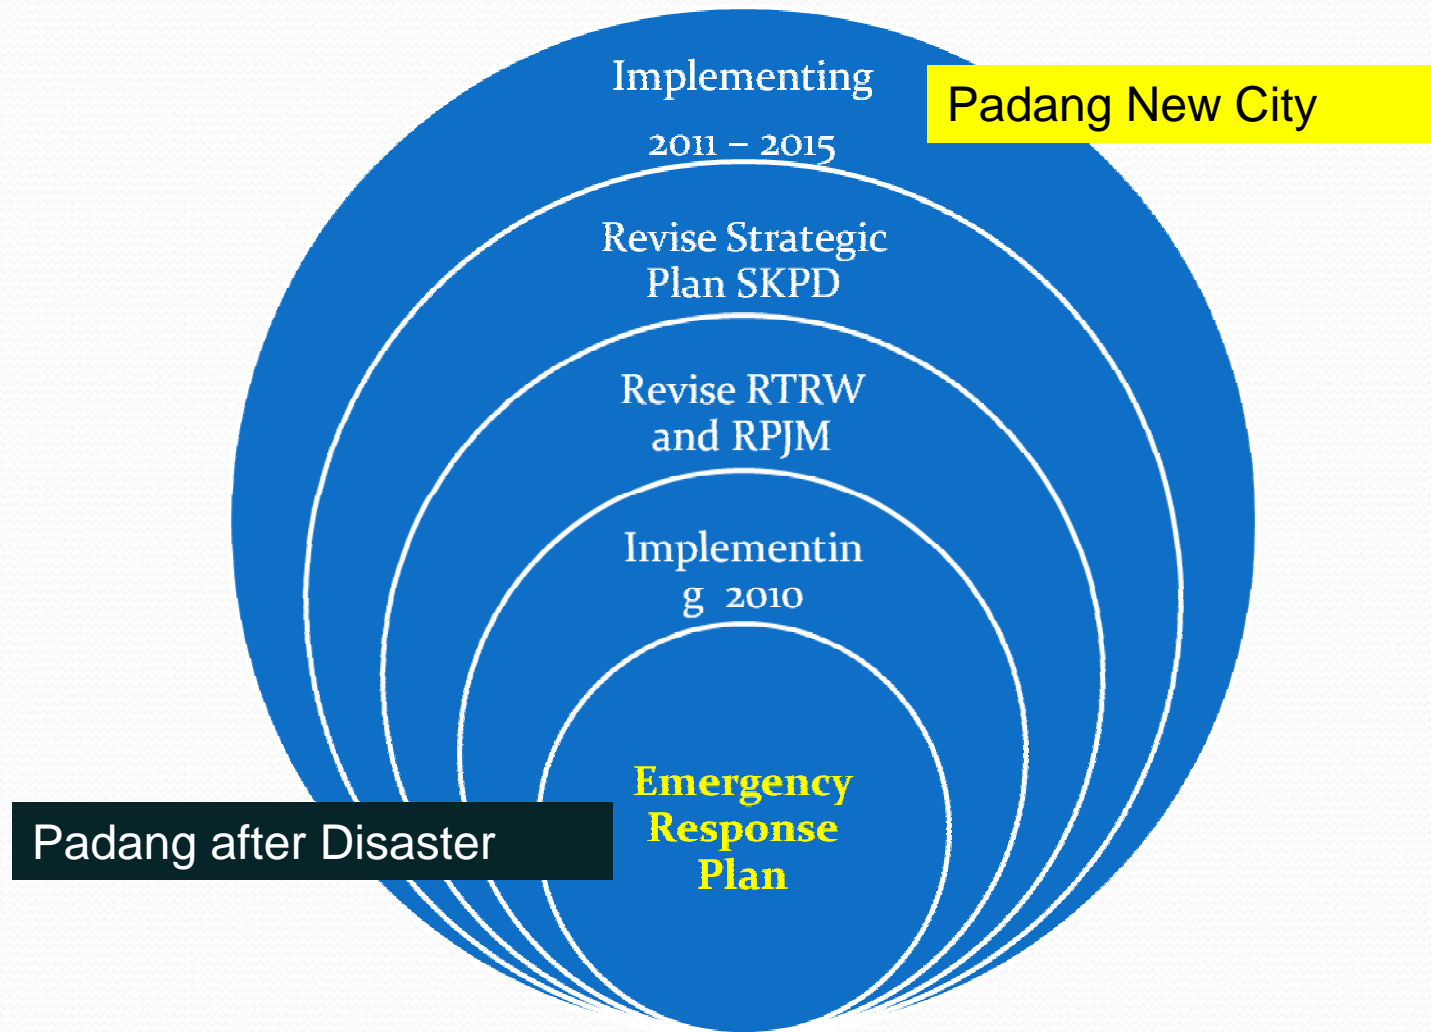 Implementing
Padang New City
2011 – 2015
Revise Strategic
Plan SKPD
Revise RTRW
and RPJM
Implementin
g 2010
Emergency
Response
Plan
Padang after Disaster